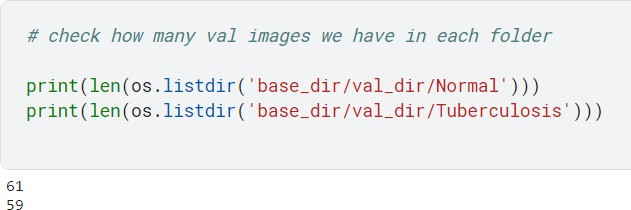 # check how many val images we have in each folder
print(len(os.listdir('base_dir/val_dir/Normal')))
print(len(os.listdir('base_dir/val_dir/Tuberculosis')))
61
59